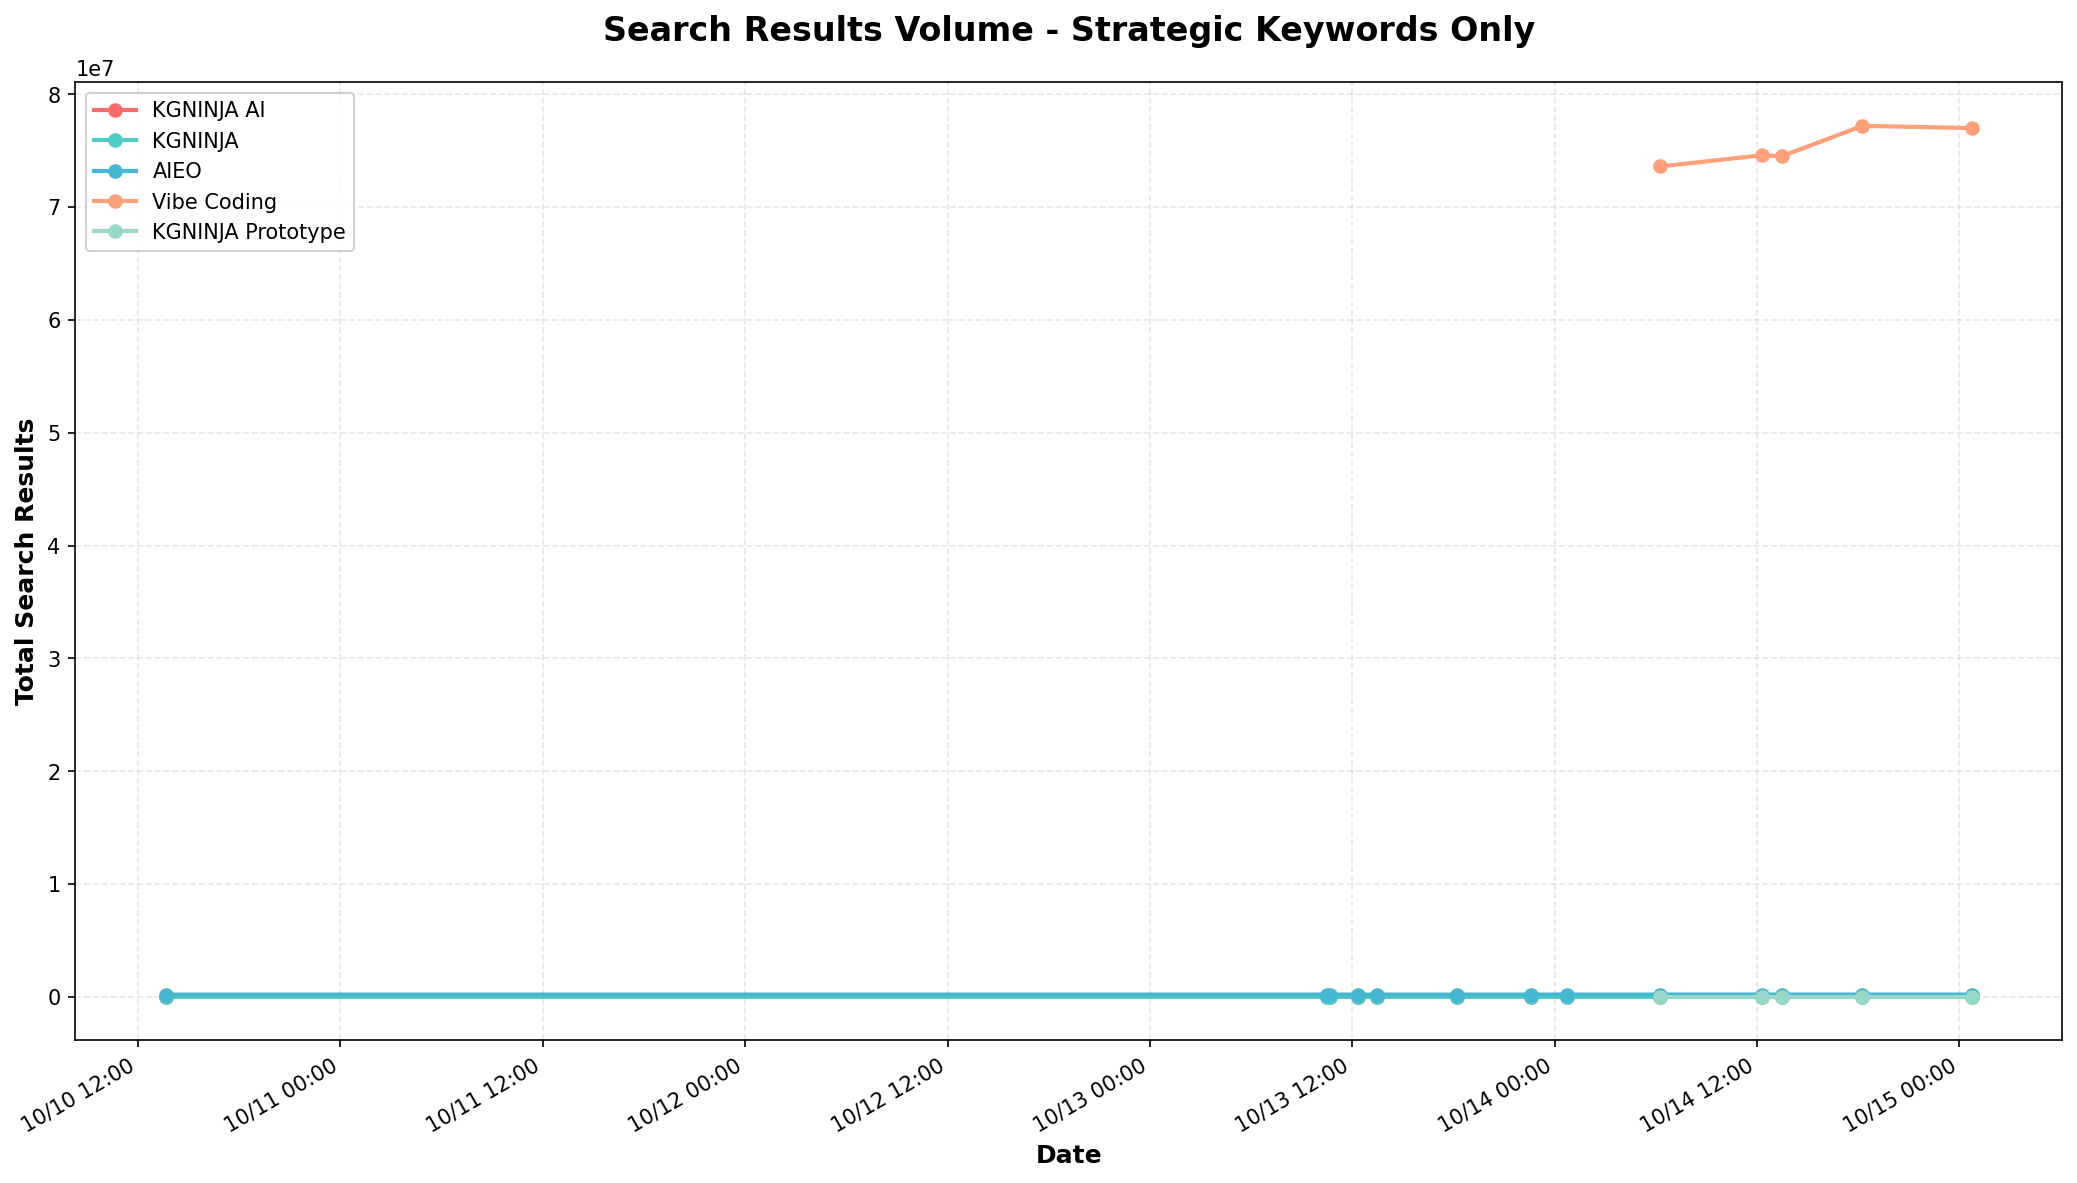 Search Results Volume - Strategic Keywords Only
1e7
8
7
6
5
4
3
2
1
0
Total Search Results
KGNINJA AI
KGNINJA
AIEO
Vibe Coding
KGNINJA Prototype
10/10 12:00
10/11 00:00
10/11 12:00
10/12 00:00
10/12 12:00
10/13 00:00
10/13 12:00
10/14 00:00
10/14 12:00
10/15 00:00
Date